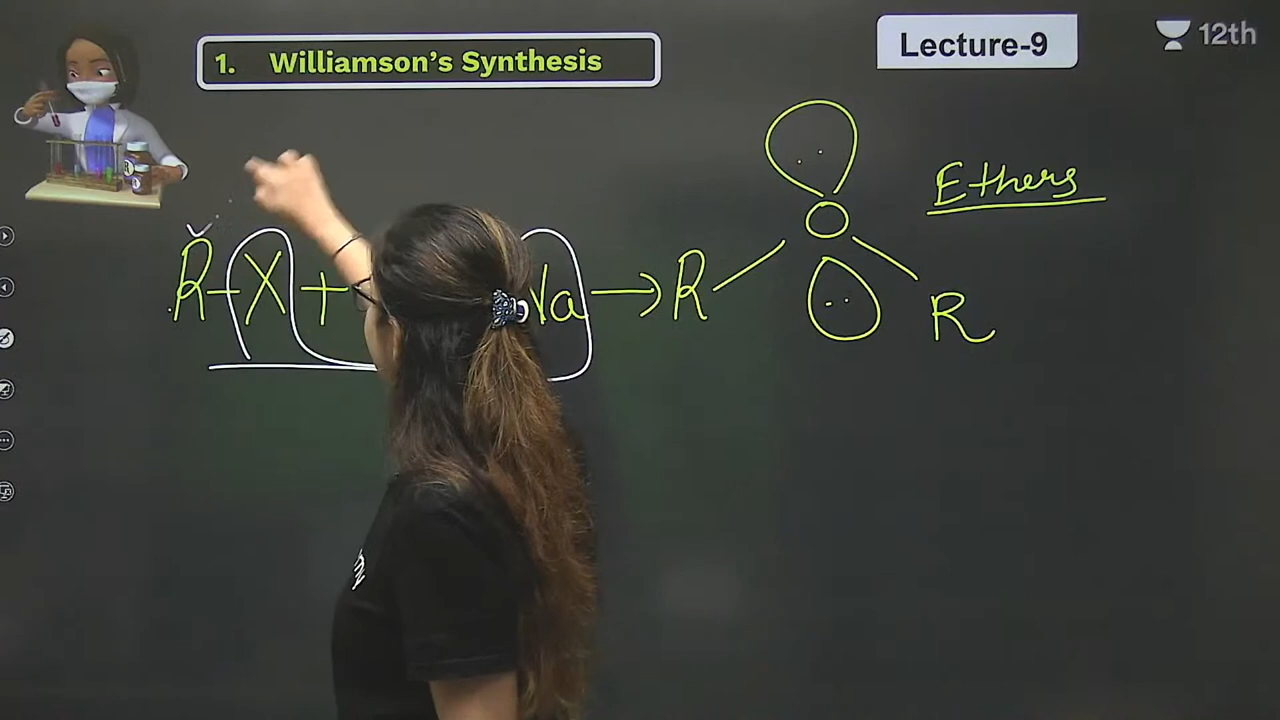 Lecture-9
12th
1. Williamson's Synthesis
Ethers
R-X + Na → R O R